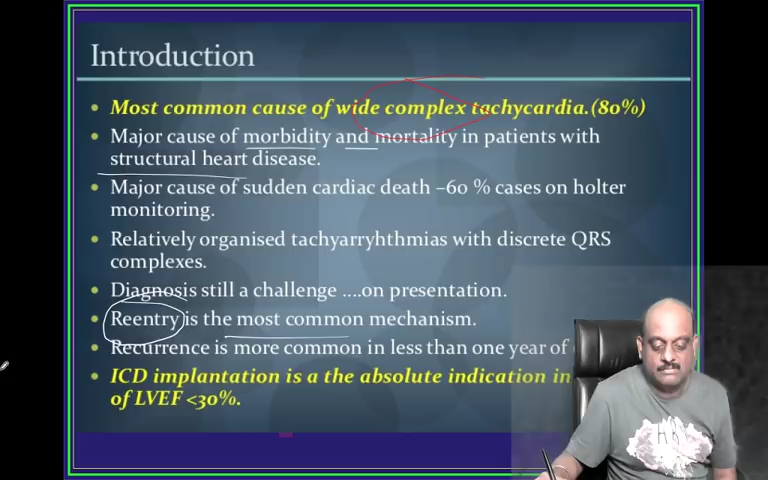 Introduction
• Most common cause of wide complex tachycardia.(80%)
• Major cause of morbidity and mortality in patients with
structural heart disease.
• Major cause of sudden cardiac death –60 % cases on holter
monitoring.
• Relatively organised tachyarryhthmias with discrete QRS
complexes.
• Diagnosis still a challenge ....on presentation.
• Reentry is the most common mechanism.
• Recurrence is more common in less than one year of
• ICD implantation is a the absolute indication in
of LVEF <30%.